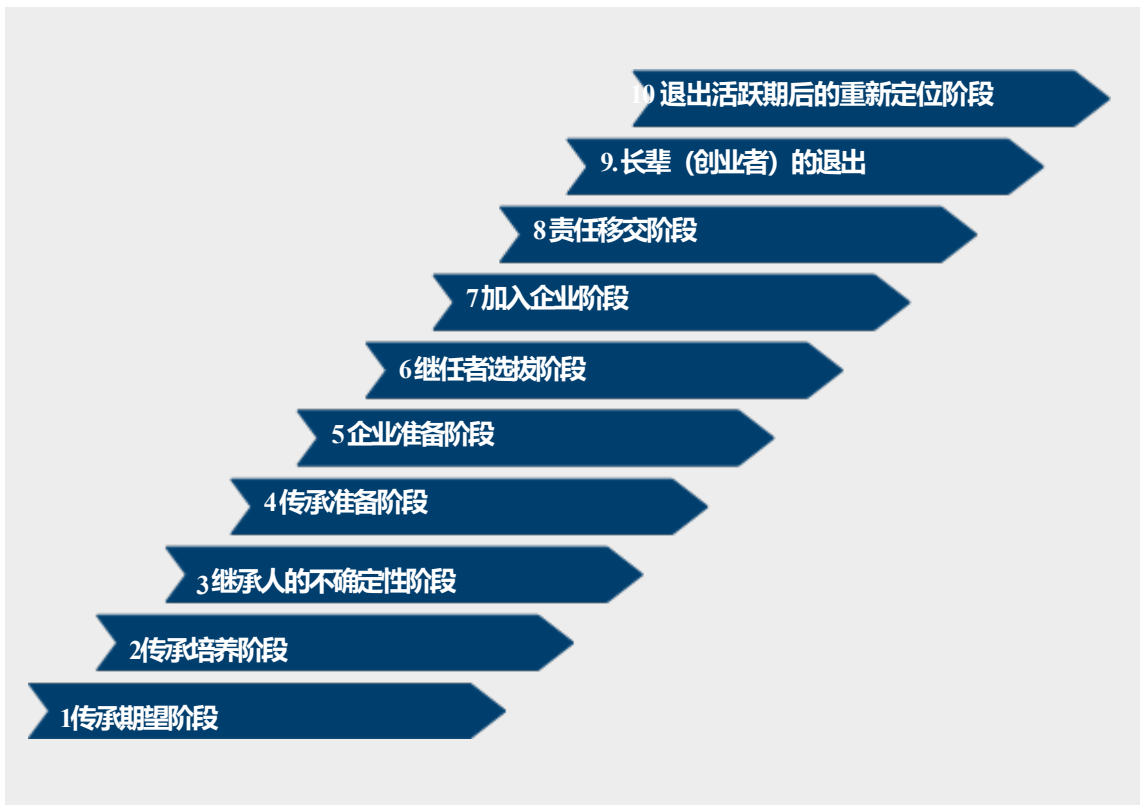 10 退出活跃期后的重新定位阶段
9.长辈（创业者）的退出
8责任移交阶段
7加入企业阶段
6继任者选拔阶段
5企业准备阶段
4传承准备阶段
3继承人的不确定性阶段
2传承培养阶段
1传承期望阶段